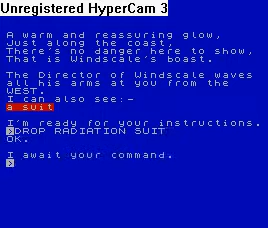 Unregistered HyperCam 3
A warm and reassuring glow,
Just along the coast,
There's no danger here to show,
That is Windscale's boast.
The Director of Windscale waves
all his arms at you from the
WEST.
I can also see:-
a suit
I'm ready for your instructions.
>DROP RADIATION SUIT
OK.
I await your command.
>